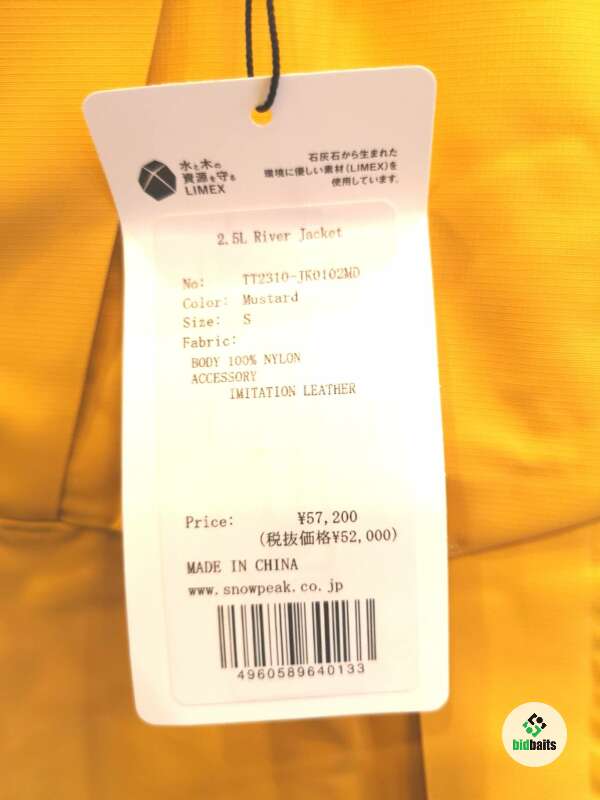 水と木の
資源を守る
LIMEX
石灰石から生まれた
環境に優しい素材(LIMEX)を
使用しています。
2.5L River Jacket
No: TT2310-JK0102MD
Color: Mustard
Size: S
Fabric:
BODY 100% NYLON
ACCESSORY
IMITATION LEATHER
Price: ¥57,200
(税抜価格¥52,000)
MADE IN CHINA
www.snowpeak.co.jp
4960589640133
bidbaits